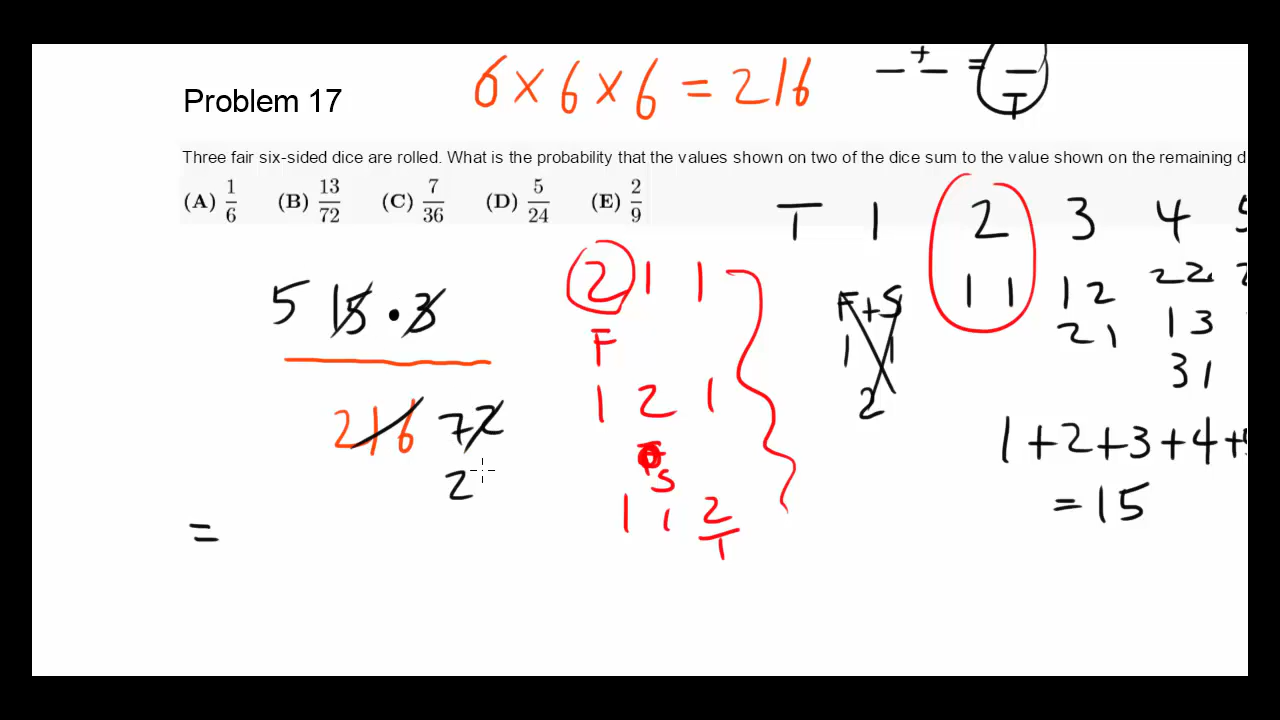 6 × 6 × 6 = 216
_ + _ = _
T
Problem 17
Three fair six-sided dice are rolled. What is the probability that the values shown on two of the dice sum to the value shown on the remaining d
(A) 1/6 (B) 13/72 (C) 7/36 (D) 5/24 (E) 2/9
T 1 2 3 4 5
F+S 1 1 1 2 2 2 2
1 1 2 1 1 3
2 3 1
5 15 · 3
216 72
2
=
2 1 1
F
1 2 1
S
1 1 2
T
1+2+3+4+5
= 15